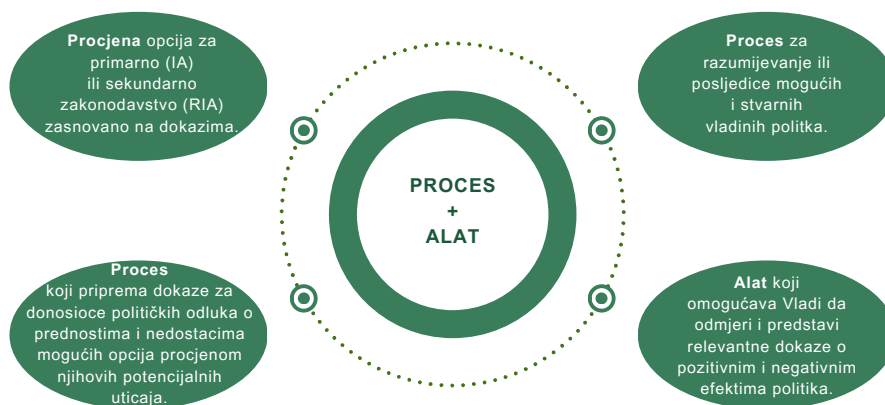 Procjena opcija za
primarno (IA)
ili sekundarno
zakonodavstvo (RIA)
zasnovano na dokazima.
Proces za
razumijevanje ili
posljedice mogućih
i stvarnih
vladinih politka.
PROCES
+
ALAT
Proces
koji priprema dokaze za
donosioce političkih odluka o
prednostima i nedostacima
mogućih opcija procjenom
njihovih potencijalnih
uticaja.
Alat koji
omogućava Vladi da
odmjeri i predstavi
relevantne dokaze o
pozitivnim i negativnim
efektima politika.